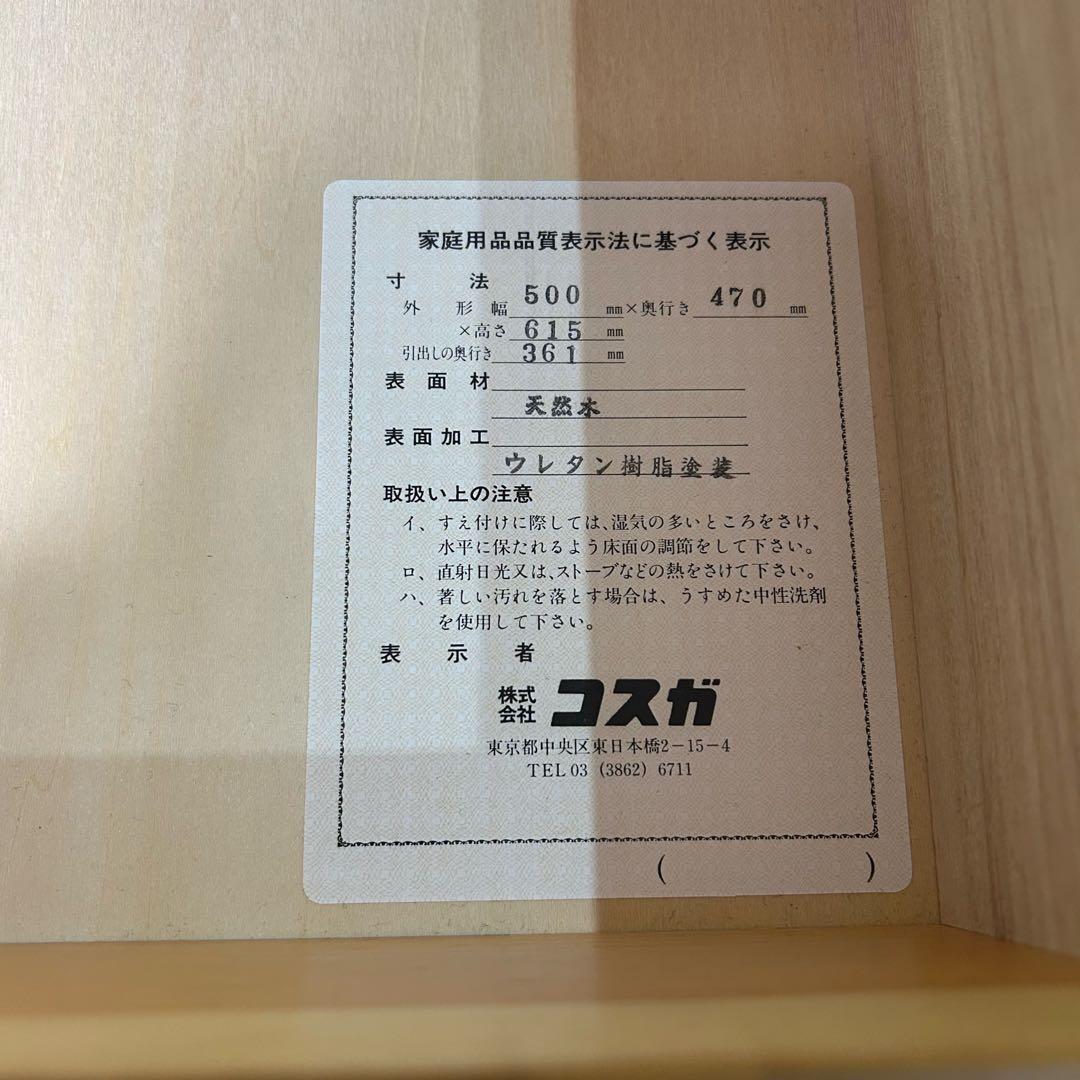 家庭用品品質表示法に基づく表示
寸法
外形幅 500 mm×奥行き 470 mm
×高さ 615 mm
引出しの奥行き 361 mm
表面材
天然木
表面加工
ウレタン樹脂塗装
取扱い上の注意
イ、すえ付けに際しては、湿気の多いところをさけ、
水平に保たれるよう床面の調節をして下さい。
ロ、直射日光又は、ストーブなどの熱をさけて下さい。
ハ、著しい汚れを落とす場合は、うすめた中性洗剤
を使用して下さい。
表示者
株式会社 コスガ
東京都中央区東日本橋2-15-4
TEL 03 (3862) 6711
( )